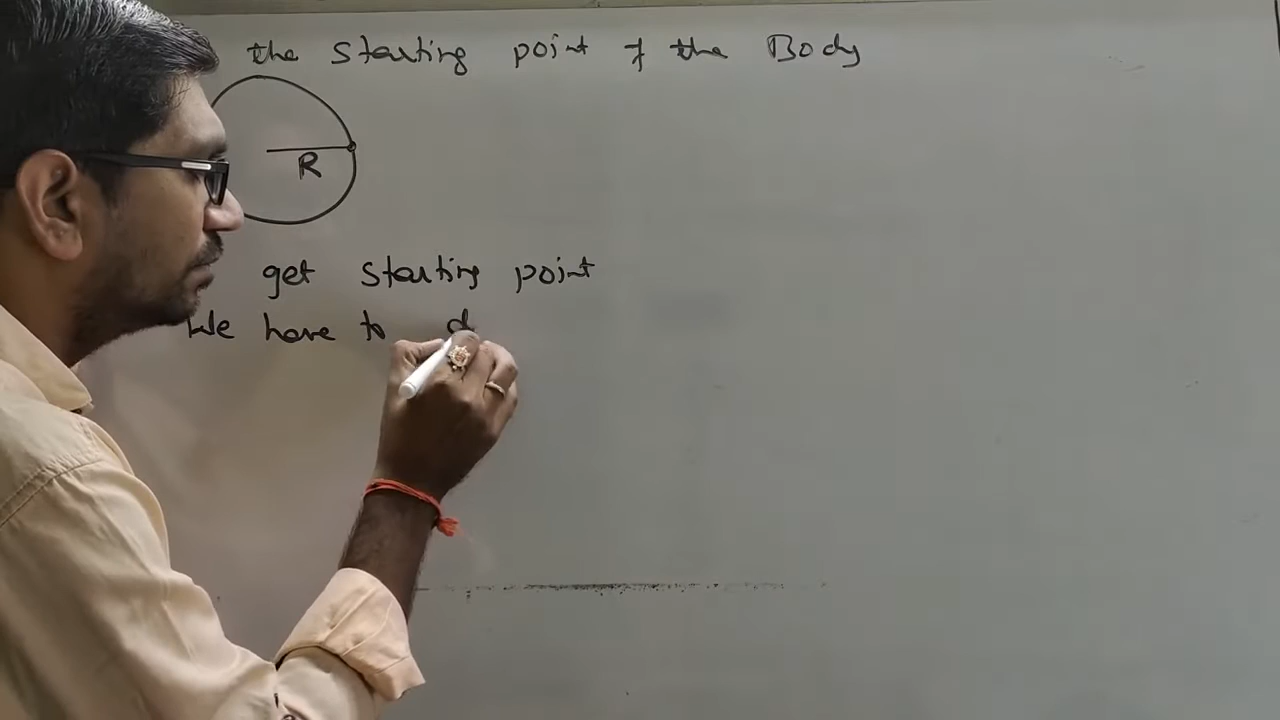 the starting point of the Body
R
get starting point
We have to d